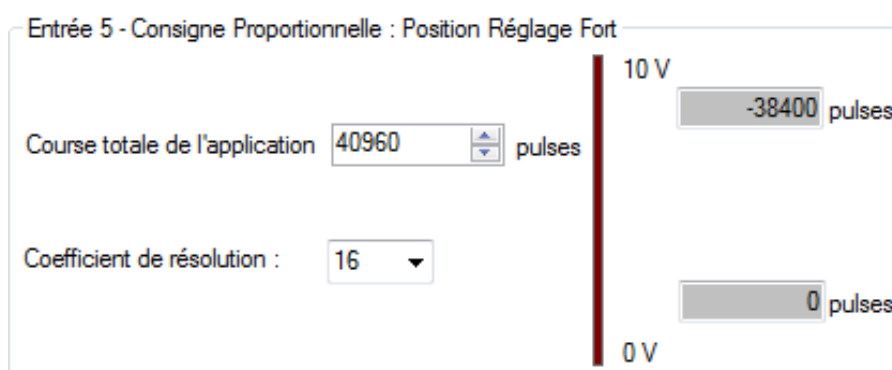 Entrée 5 - Consigne Proportionnelle : Position Réglage Fort
10 V
-38400 pulses
Course totale de l'application 40960 pulses
Coefficient de résolution : 16
0 pulses
0 V